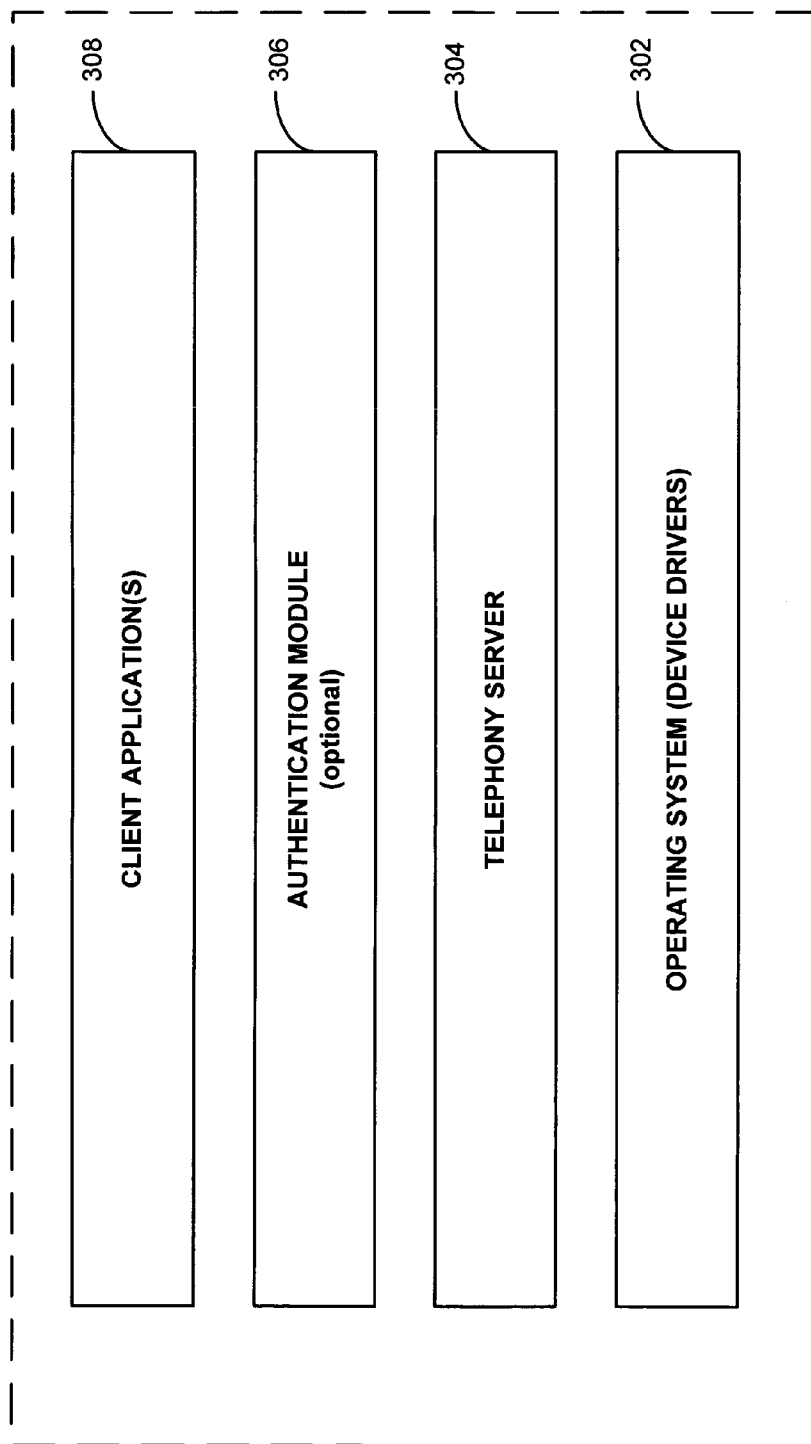 CLIENT APPLICATION(S)
308
AUTHENTICATION MODULE
(optional)
306
TELEPHONY SERVER
304
OPERATING SYSTEM (DEVICE DRIVERS)
302